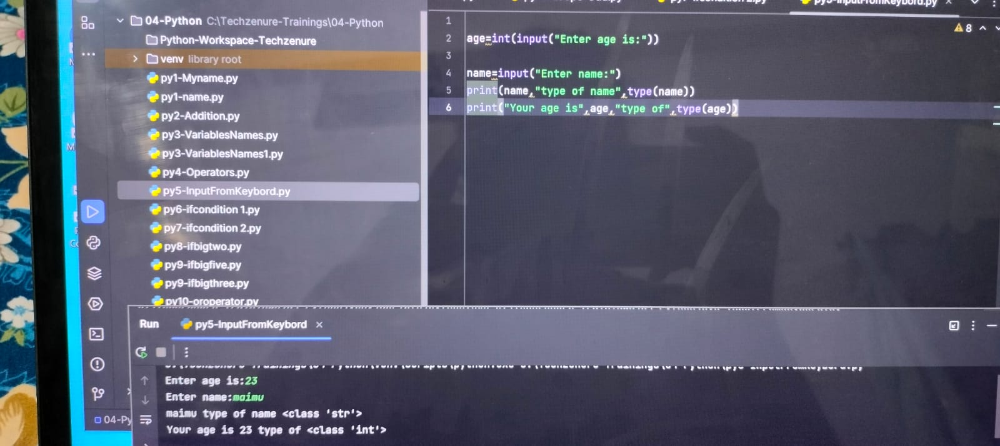 04-Python C:\Techzenure-Trainings\04-Python
Python-Workspace-Techzenure
venv library root
py1-Myname.py
py1-name.py
py2-Addition.py
py3-VariablesNames.py
py3-VariablesNames1.py
py4-Operators.py
py5-InputFromKeybord.py
py6-ifcondition 1.py
py7-ifcondition 2.py
py8-ifbigtwo.py
py9-ifbigfive.py
py9-ifbigthree.py
py10-oroperator.py
py5-InputFromKeybord.py
8
1
2 age=int(input("Enter age is:"))
3
4 name=input("Enter name:")
5 print(name,"type of name",type(name))
6 print("Your age is",age,"type of",type(age))
Run py5-InputFromKeybord
Enter age is:23
Enter name:maimu
maimu type of name <class 'str'>
Your age is 23 type of <class 'int'>
04-Py